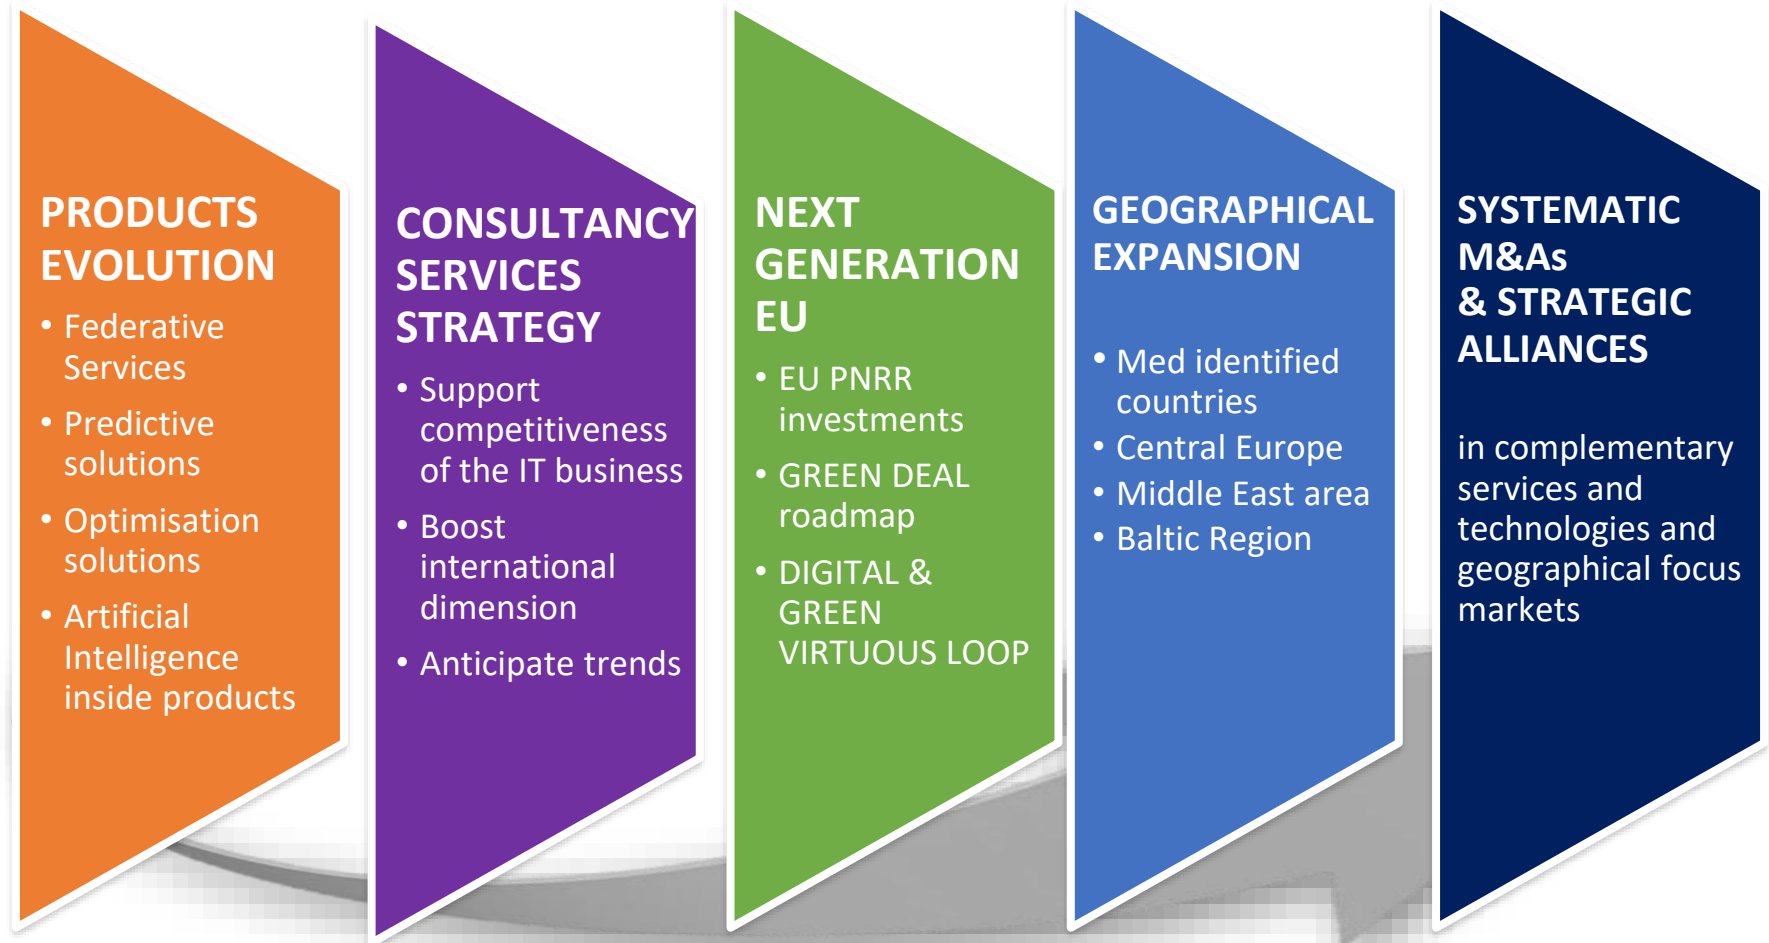 PRODUCTS
EVOLUTION
• Federative
Services
• Predictive
solutions
• Optimisation
solutions
• Artificial
Intelligence
inside products
CONSULTANCY
SERVICES
STRATEGY
• Support
competitiveness
of the IT business
• Boost
international
dimension
• Anticipate trends
NEXT
GENERATION
EU
• EU PNRR
investments
• GREEN DEAL
roadmap
• DIGITAL &
GREEN
VIRTUOUS LOOP
GEOGRAPHICAL
EXPANSION
• Med identified
countries
• Central Europe
• Middle East area
• Baltic Region
SYSTEMATIC
M&As
& STRATEGIC
ALLIANCES
in complementary
services and
technologies and
geographical focus
markets